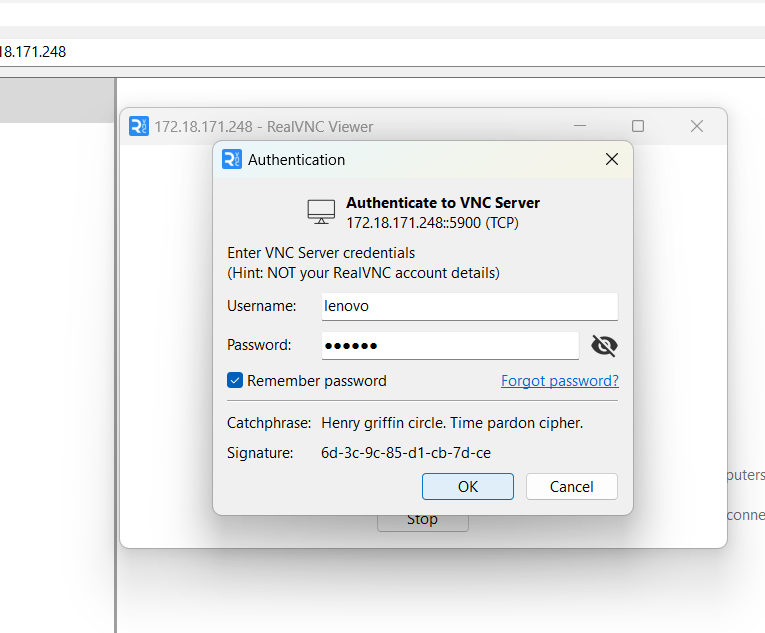 18.171.248
172.18.171.248 - RealVNC Viewer
Authentication
Authenticate to VNC Server
172.18.171.248::5900 (TCP)
Enter VNC Server credentials
(Hint: NOT your RealVNC account details)
Username: lenovo
Password: ●●●●●●
Remember password Forgot password?
Catchphrase: Henry griffin circle. Time pardon cipher.
Signature: 6d-3c-9c-85-d1-cb-7d-ce
puters
OK Cancel
conne
Stop